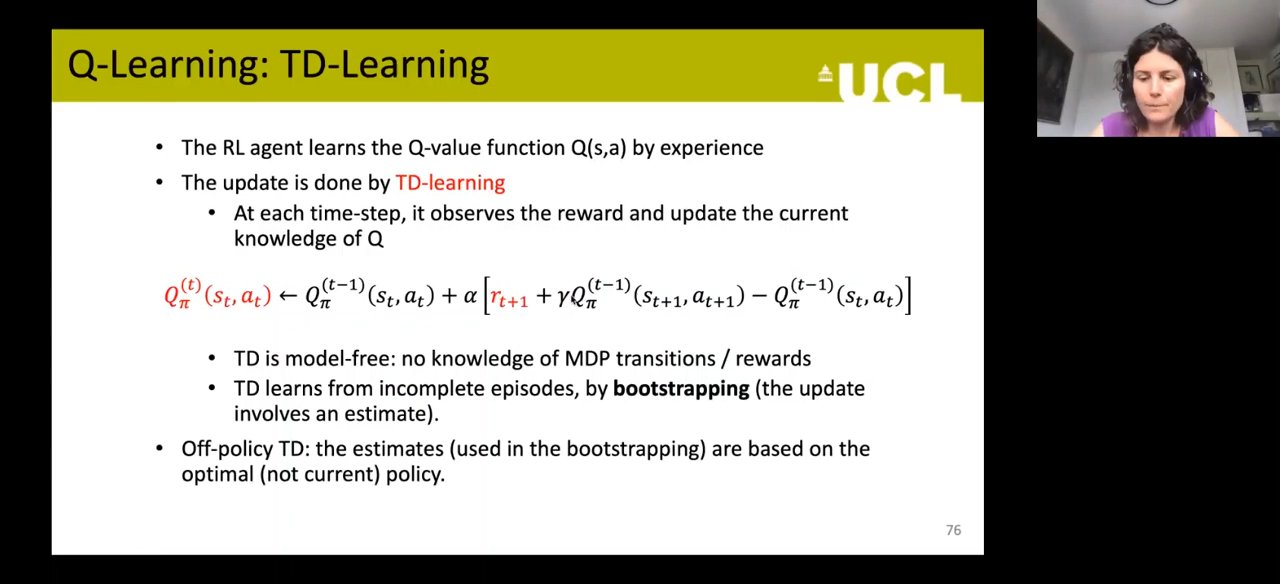 Q-Learning: TD-Learning
UCL
• The RL agent learns the Q-value function Q(s,a) by experience
• The update is done by TD-learning
• At each time-step, it observes the reward and update the current
knowledge of Q
Q_π^(t)(s_t, a_t) ← Q_π^(t−1)(s_t, a_t) + α[r_{t+1} + γQ_π^(t−1)(s_{t+1}, a_{t+1}) − Q_π^(t−1)(s_t, a_t)]
• TD is model-free: no knowledge of MDP transitions / rewards
• TD learns from incomplete episodes, by bootstrapping (the update
involves an estimate).
• Off-policy TD: the estimates (used in the bootstrapping) are based on the
optimal (not current) policy.
76